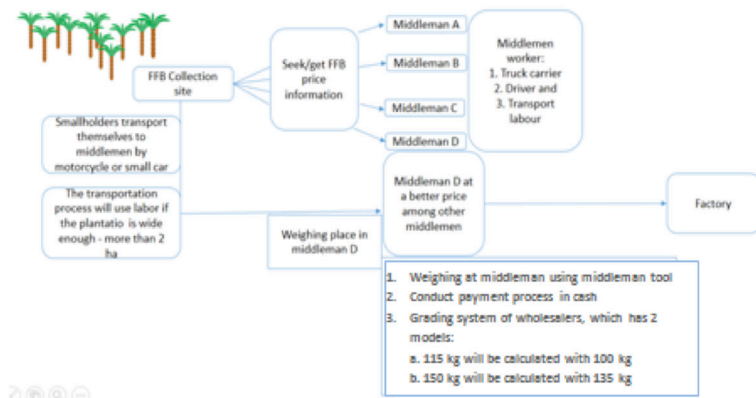 FFB Collection
site
Seek/get FFB
price
information
Middleman A
Middleman B
Middleman C
Middleman D
Middlemen
worker:
1. Truck carrier
2. Driver and
3. Transport
labour
Smallholders transport
themselves to
middlemen by
motorcycle or small car
The transportation
process will use labor if
the plantatio is wide
enough - more than 2
ha
Weighing place in
middleman D
Middleman D at
a better price
among other
middlemen
Factory
1. Weighing at middleman using middleman tool
2. Conduct payment process in cash
3. Grading system of wholesalers, which has 2
models:
a. 115 kg will be calculated with 100 kg
b. 150 kg will be calculated with 135 kg